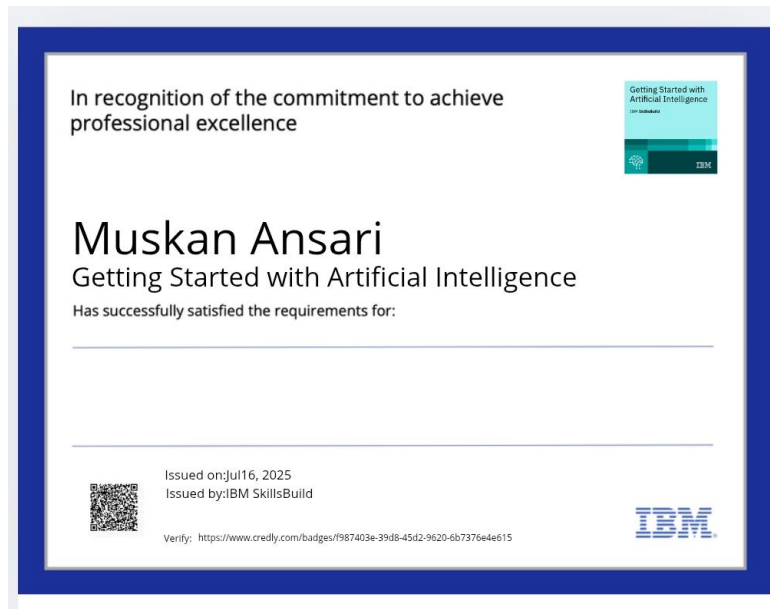 In recognition of the commitment to achieve
professional excellence
Getting Started with
Artificial Intelligence
IBM SkillsBuild
IBM
Muskan Ansari
Getting Started with Artificial Intelligence
Has successfully satisfied the requirements for:
Issued on:Jul16, 2025
Issued by:IBM SkillsBuild
Verify: https://www.credly.com/badges/f987403e-39d8-45d2-9620-6b7376e4e615
IBM.